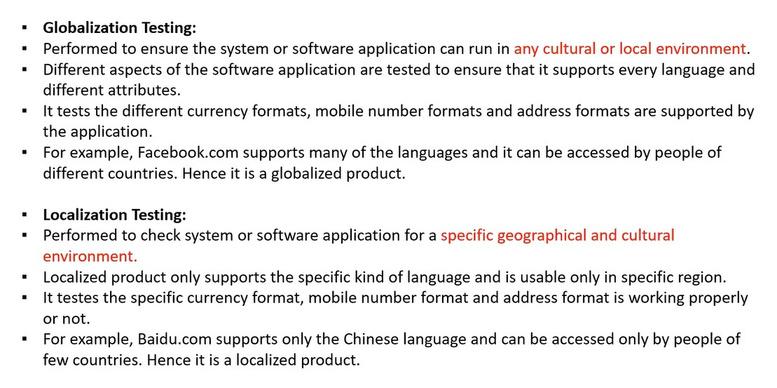 ▪ Globalization Testing:
▪ Performed to ensure the system or software application can run in any cultural or local environment.
▪ Different aspects of the software application are tested to ensure that it supports every language and
different attributes.
▪ It tests the different currency formats, mobile number formats and address formats are supported by
the application.
▪ For example, Facebook.com supports many of the languages and it can be accessed by people of
different countries. Hence it is a globalized product.
▪ Localization Testing:
▪ Performed to check system or software application for a specific geographical and cultural
environment.
▪ Localized product only supports the specific kind of language and is usable only in specific region.
▪ It testes the specific currency format, mobile number format and address format is working properly
or not.
▪ For example, Baidu.com supports only the Chinese language and can be accessed only by people of
few countries. Hence it is a localized product.